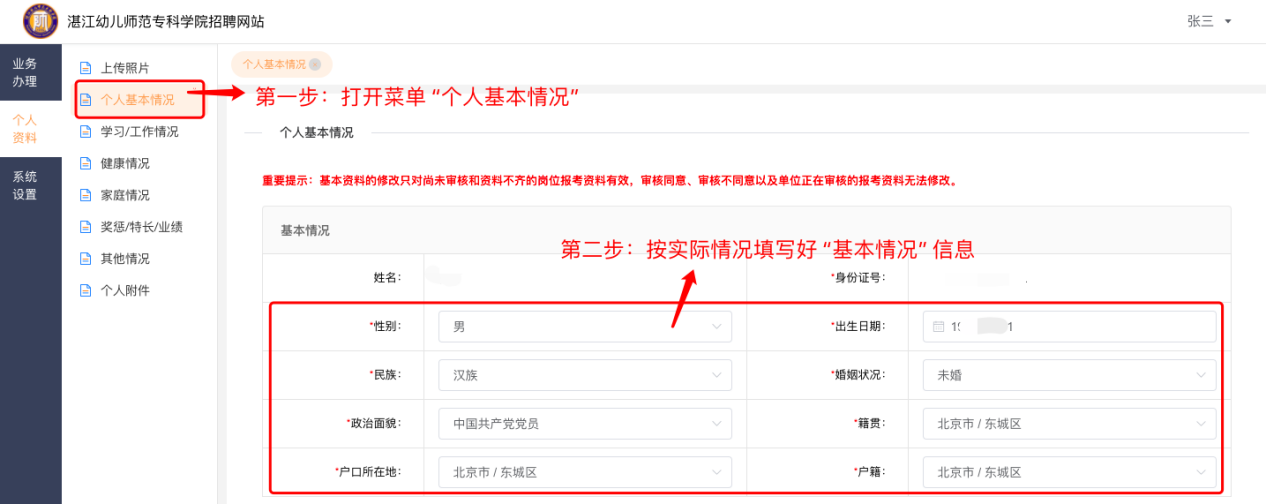 湛江幼儿师范专科学院招聘网站
张三
业务
办理
个人
资料
系统
设置
上传照片
个人基本情况
学习/工作情况
健康情况
家庭情况
奖惩/特长/业绩
其他情况
个人附件
个人基本情况
第一步：打开菜单“个人基本情况”
个人基本情况
重要提示：基本资料的修改只对尚未审核和资料不齐的岗位报考资料有效，审核同意、审核不同意以及单位正在审核的报考资料无法修改。
基本情况
第二步：按实际情况填写好“基本情况”信息
姓名： *身份证号：
*性别： 男 *出生日期：
*民族： 汉族 *婚姻状况： 未婚
*政治面貌： 中国共产党党员 *籍贯： 北京市 / 东城区
*户口所在地： 北京市 / 东城区 *户籍： 北京市 / 东城区